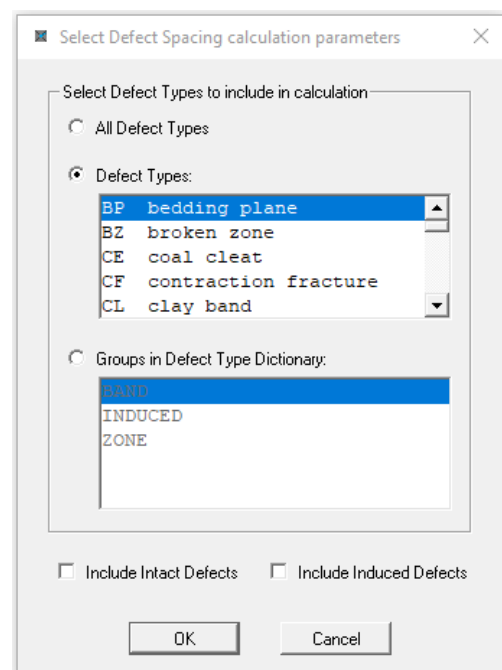 Select Defect Spacing calculation parameters
Select Defect Types to include in calculation
All Defect Types
Defect Types:
BP bedding plane
BZ broken zone
CE coal cleat
CF contraction fracture
CL clay band
Groups in Defect Type Dictionary:
BAND
INDUCED
ZONE
Include Intact Defects Include Induced Defects
OK Cancel